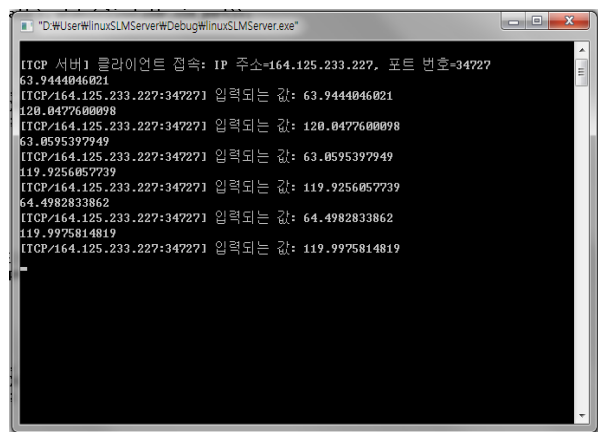 "D:₩User₩linuxSLMServer₩Debug₩linuxSLMServer.exe"
[TCP 서버] 클라이언트 접속: IP 주소=164.125.233.227, 포트 번호=34727
63.9444046021
[TCP/164.125.233.227:34727] 입력되는 값: 63.9444046021
120.0477600098
[TCP/164.125.233.227:34727] 입력되는 값: 120.0477600098
63.0595397949
[TCP/164.125.233.227:34727] 입력되는 값: 63.0595397949
119.9256057739
[TCP/164.125.233.227:34727] 입력되는 값: 119.9256057739
64.4982833862
[TCP/164.125.233.227:34727] 입력되는 값: 64.4982833862
119.9975814819
[TCP/164.125.233.227:34727] 입력되는 값: 119.9975814819